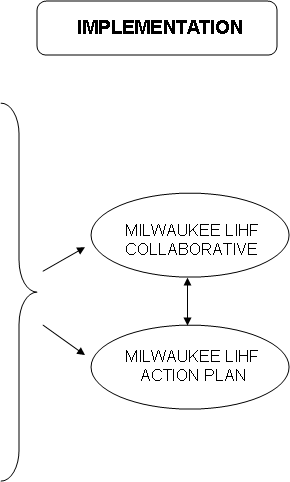 IMPLEMENTATION
MILWAUKEE LIHF
COLLABORATIVE
MILWAUKEE LIHF
ACTION PLAN